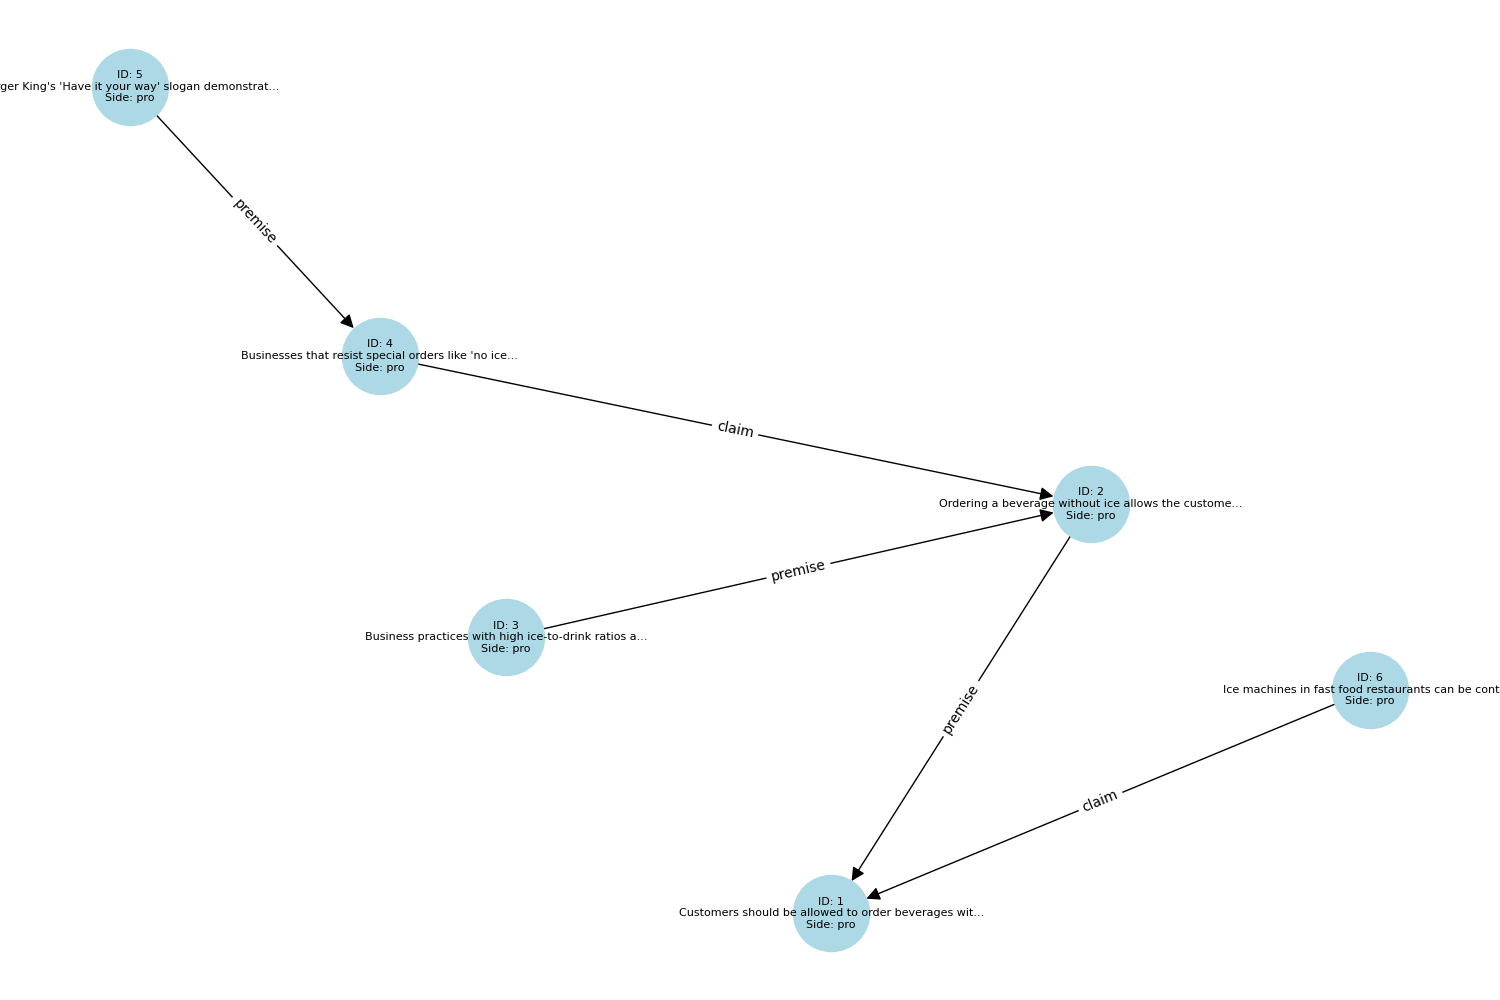 ID: 5
King's 'Have it your way' slogan demonstrat...
Side: pro
premise
ID: 4
Businesses that resist special orders like 'no ice...
Side: pro
claim
ID: 2
Ordering a beverage without ice allows the custome...
Side: pro
premise
ID: 3
Business practices with high ice-to-drink ratios a...
Side: pro
premise
ID: 6
Ice machines in fast food restaurants can be cont
Side: pro
claim
ID: 1
Customers should be allowed to order beverages wit...
Side: pro